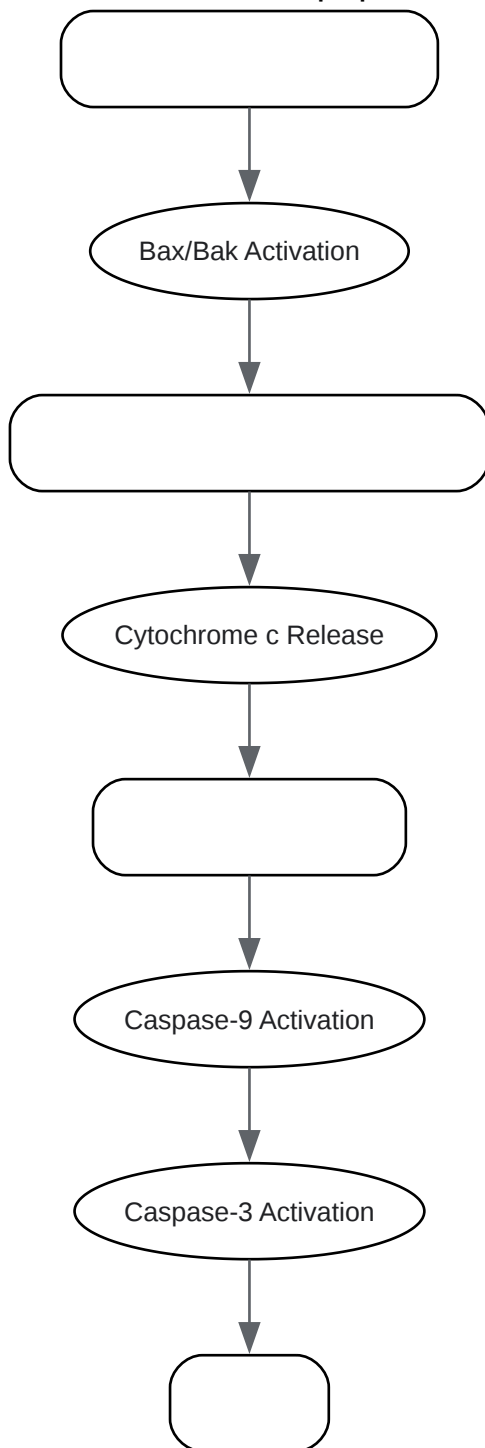 Bax/Bak Activation
Cytochrome c Release
Caspase-9 Activation
Caspase-3 Activation